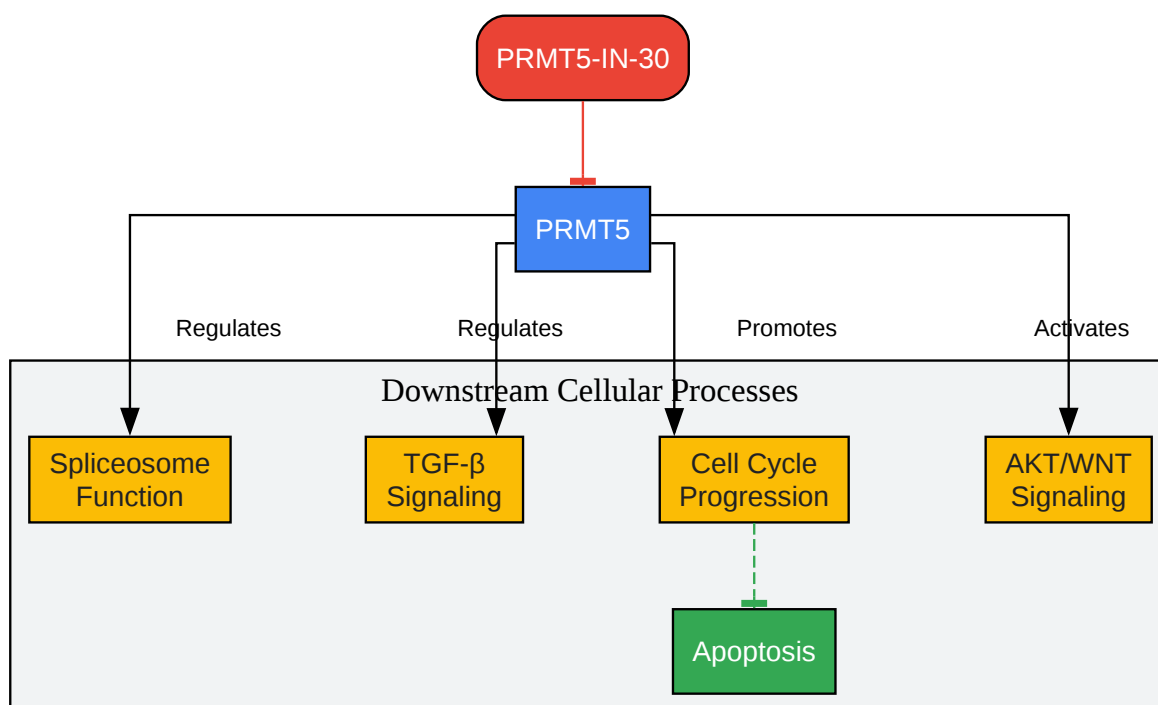 PRMT5-IN-30
PRMT5
Regulates
Regulates
Promotes
Activates
Downstream Cellular Processes
Spliceosome
Function
TGF-β
Signaling
Cell Cycle
Progression
AKT/WNT
Signaling
Apoptosis